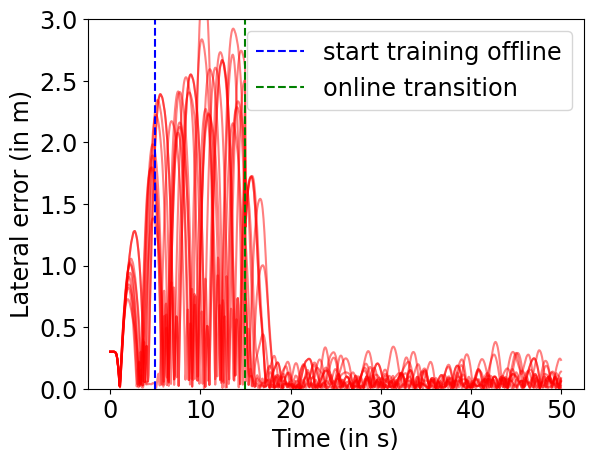 3.0
2.5
2.0
1.5
1.0
0.5
0.0
Lateral error (in m)
start training offline
online transition
0 10 20 30 40 50
Time (in s)